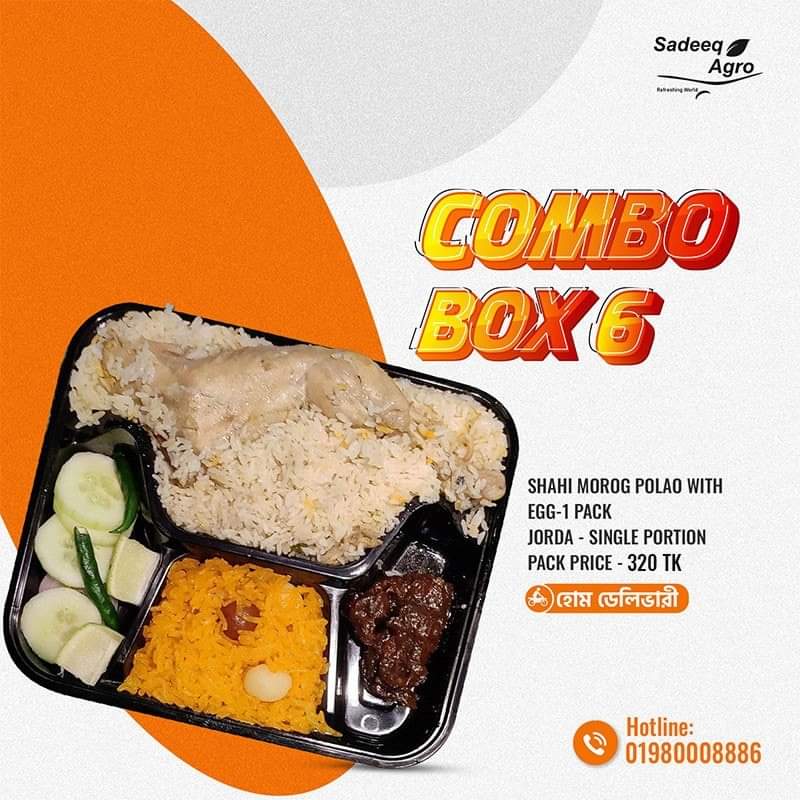 Sadeeq
Agro
Refreshing World
COMBO
BOX 6
SHAHI MOROG POLAO WITH
EGG-1 PACK
JORDA - SINGLE PORTION
PACK PRICE - 320 TK
হোম ডেলিভারী
Hotline:
01980008886